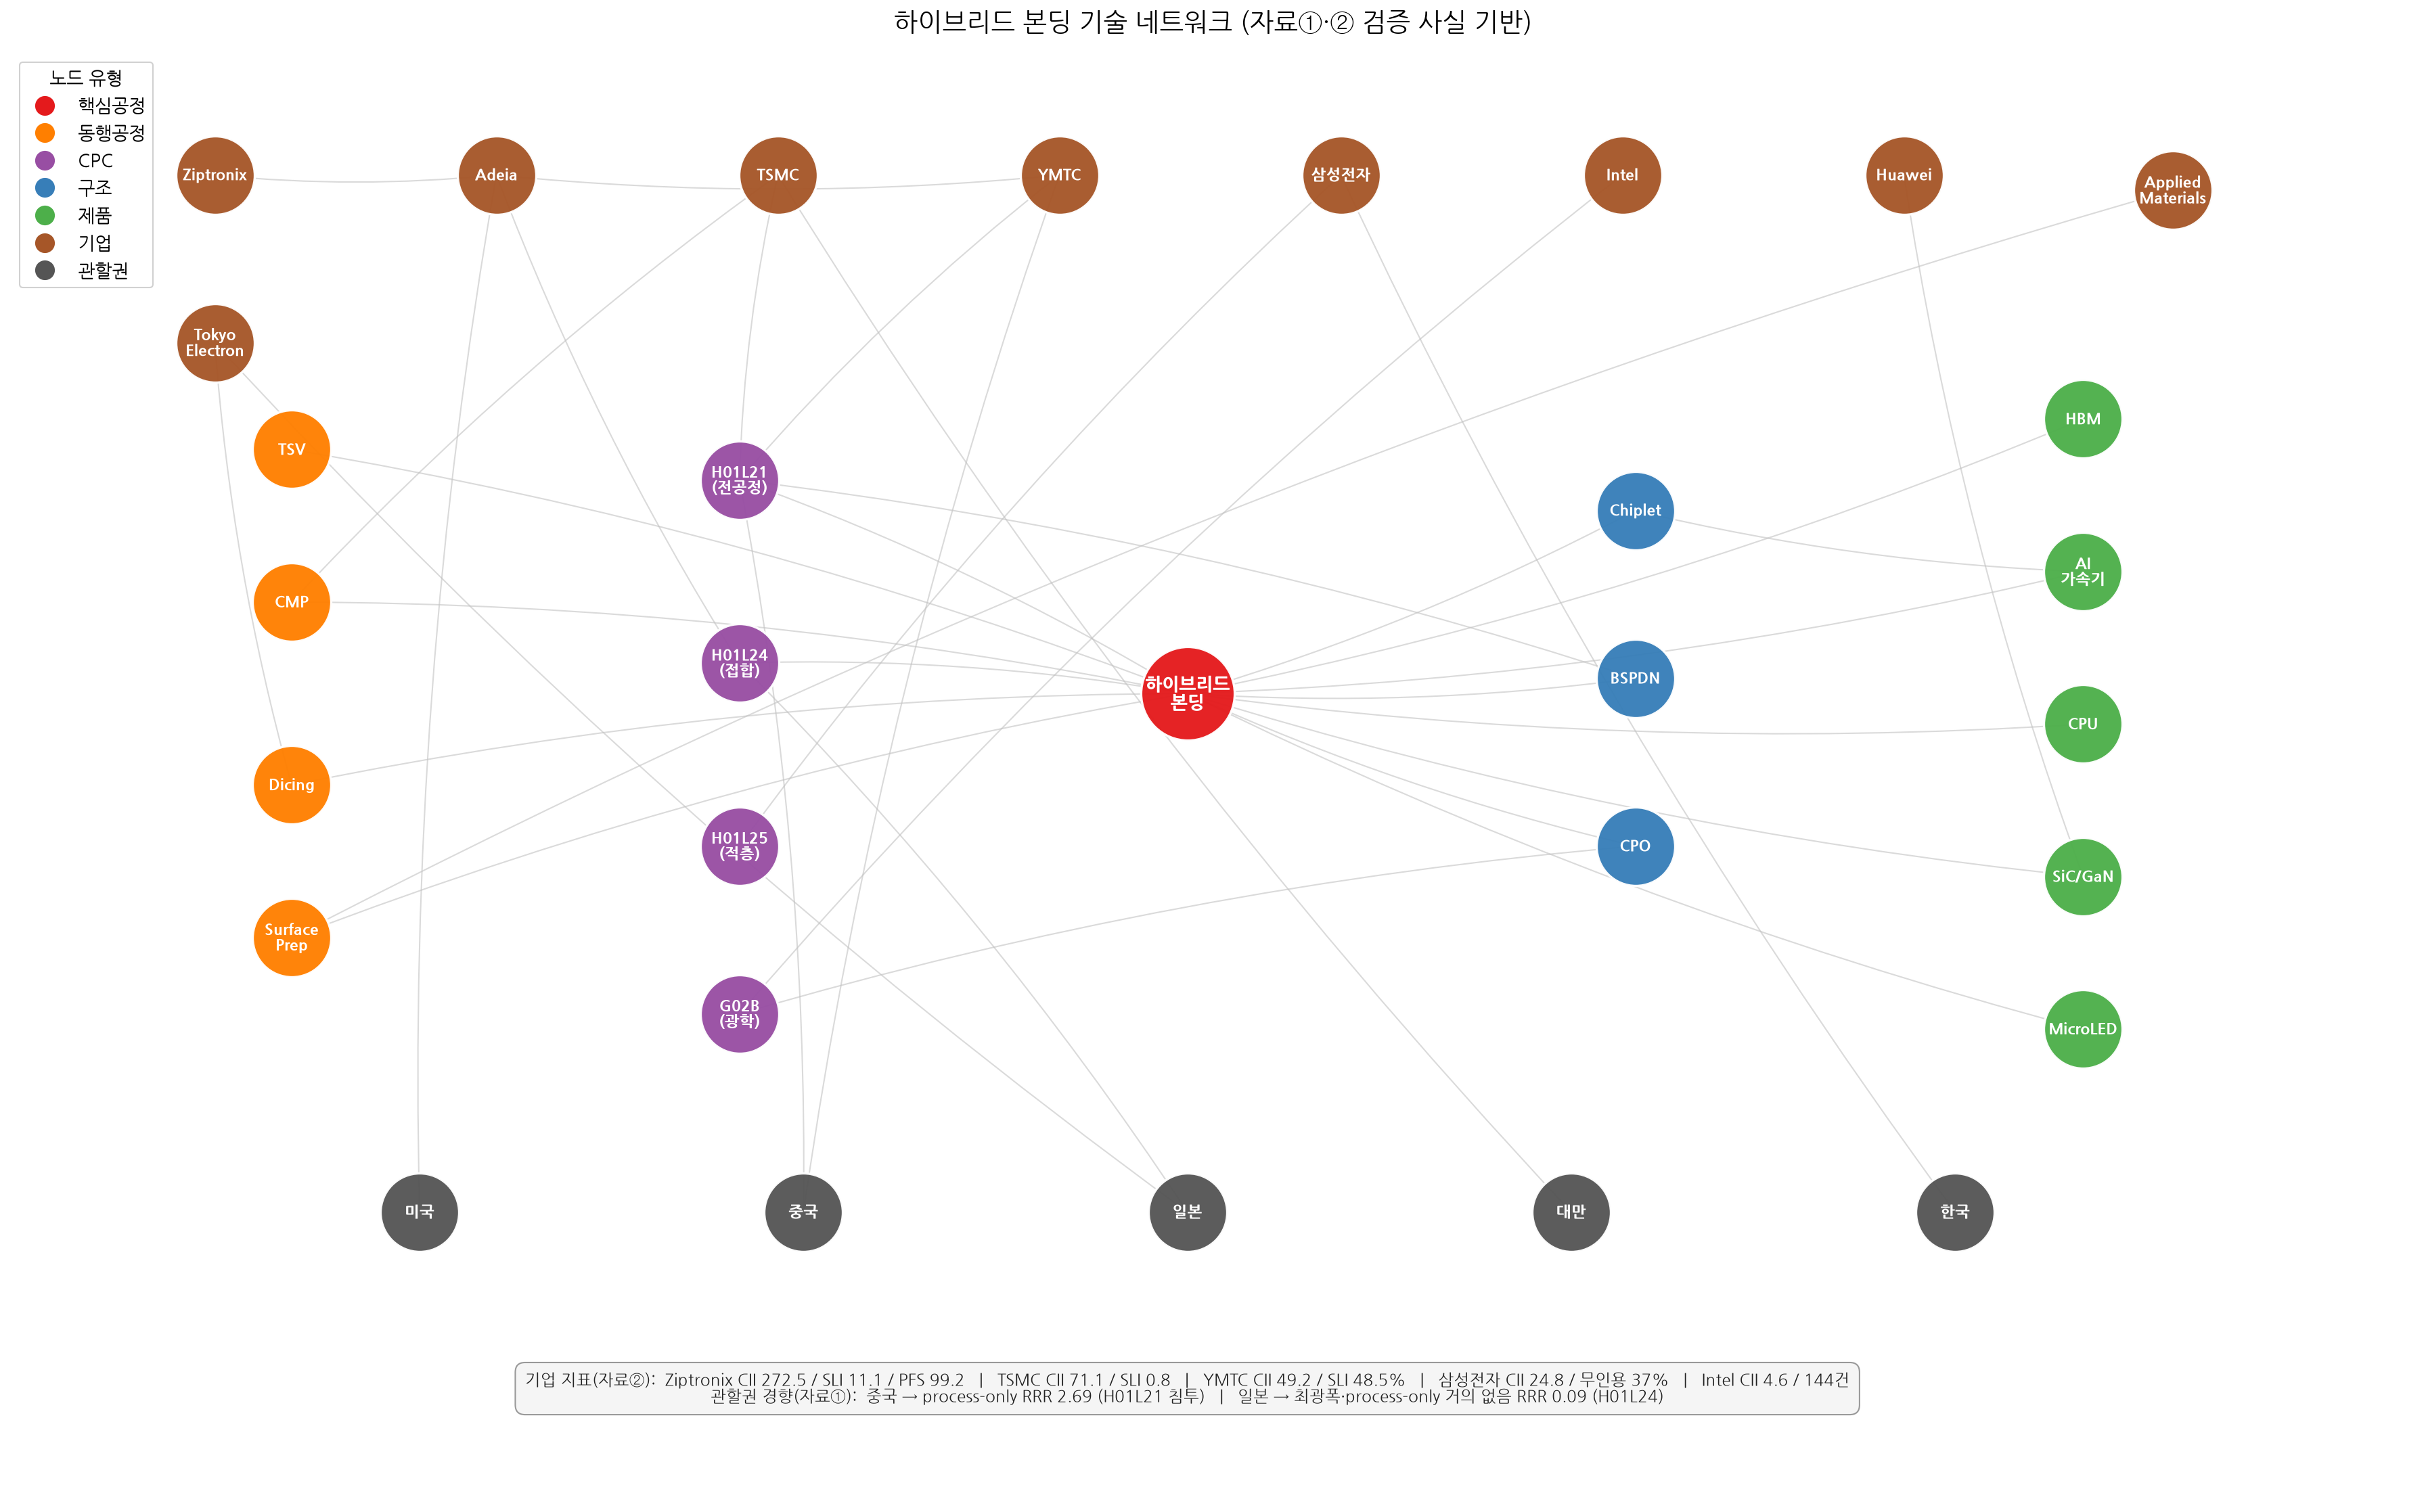 하이브리드 본딩 기술 네트워크 (자료①·② 검증 사실 기반)
노드 유형
핵심공정
동행공정
CPC
구조
제품
기업
관할권
Ziptronix
Adeia
TSMC
YMTC
삼성전자
Intel
Huawei
Applied
Materials
Tokyo
Electron
TSV
CMP
Dicing
Surface
Prep
H01L21
(전공정)
H01L24
(접합)
H01L25
(적층)
G02B
(광학)
하이브리드
본딩
Chiplet
BSPDN
CPO
HBM
AI
가속기
CPU
SiC/GaN
MicroLED
미국
중국
일본
대만
한국
기업 지표(자료②): Ziptronix CII 272.5 / SLI 11.1 / PFS 99.2 | TSMC CII 71.1 / SLI 0.8 | YMTC CII 49.2 / SLI 48.5% | 삼성전자 CII 24.8 / 무인용 37% | Intel CII 4.6 / 144건
관할권 경향(자료①): 중국 → process-only RRR 2.69 (H01L21 침투) | 일본 → 최광폭·process-only 거의 없음 RRR 0.09 (H01L24)